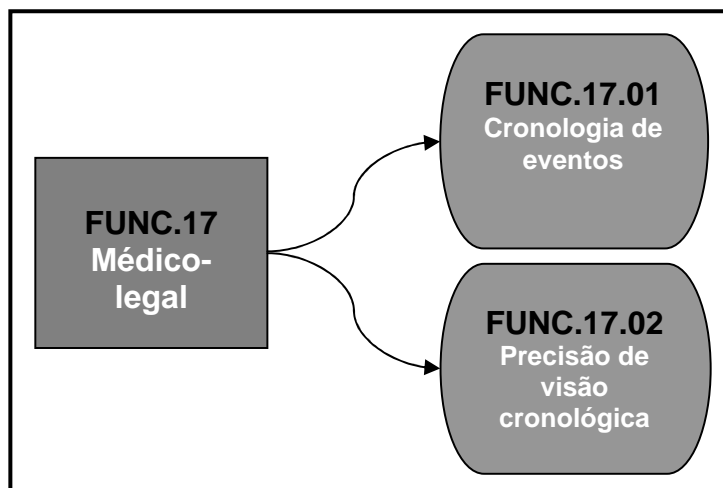 FUNC.17
Médico-
legal
FUNC.17.01
Cronologia de
eventos
FUNC.17.02
Precisão de
visão
cronológica